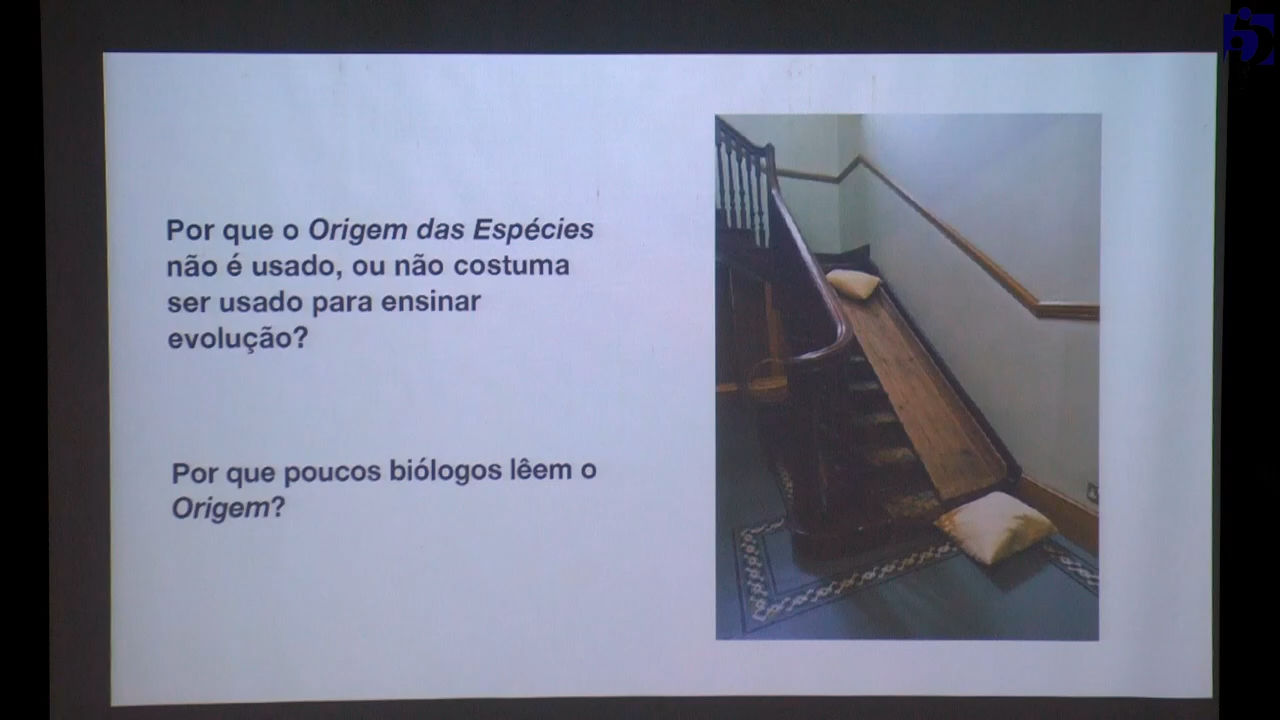 Por que o Origem das Espécies
não é usado, ou não costuma
ser usado para ensinar
evolução?
Por que poucos biólogos lêem o
Origem?